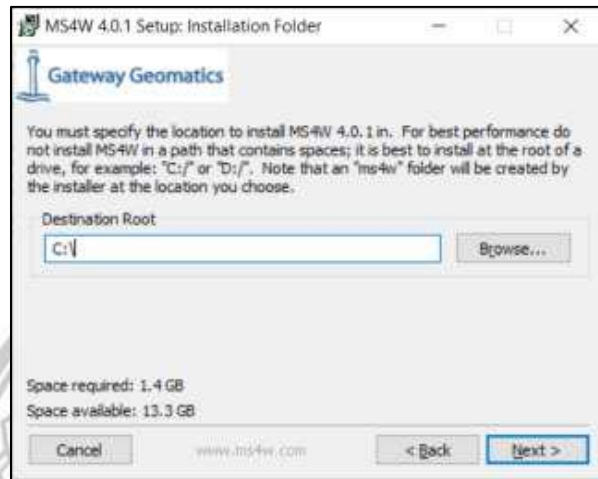 MS4W 4.0.1 Setup: Installation Folder
Gateway Geomatics
You must specify the location to install MS4W 4.0.1 in. For best performance do
not install MS4W in a path that contains spaces; it is best to install at the root of a
drive, for example: "C:/" or "D:/". Note that an "ms4w" folder will be created by
the installer at the location you choose.
Destination Root
C:\
Browse...
Space required: 1.4 GB
Space available: 13.3 GB
Cancel
www.ms4w.com
< Back
Next >